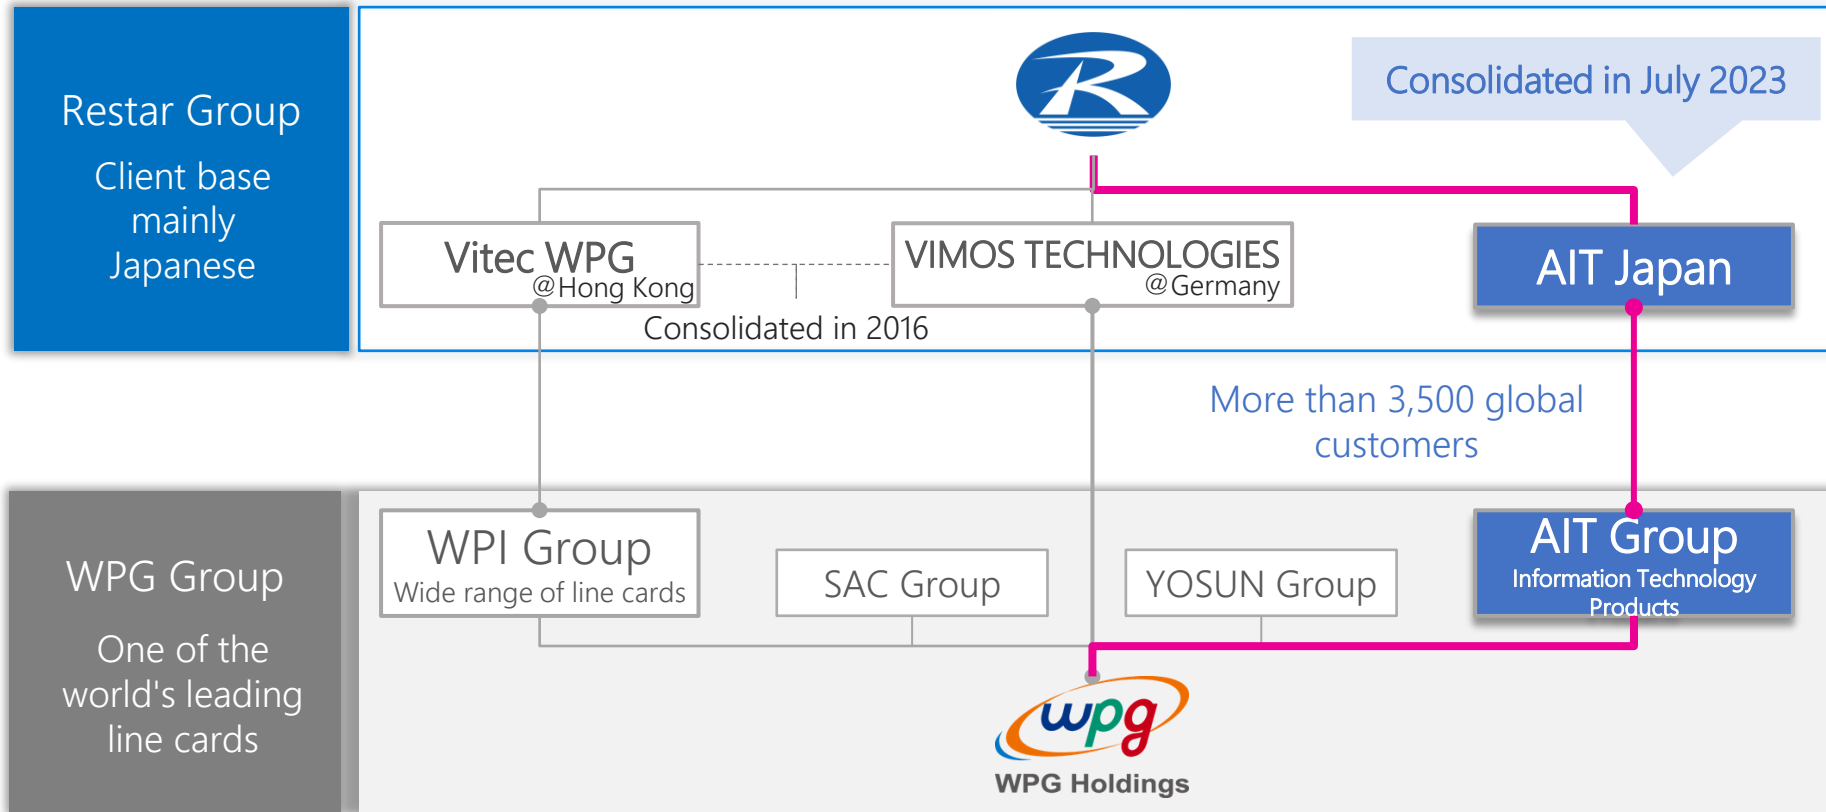 Restar Group
Client base
mainly
Japanese
R
Consolidated in July 2023
Vitec WPG
@Hong Kong
VIMOS TECHNOLOGIES
@Germany
AIT Japan
Consolidated in 2016
More than 3,500 global
customers
WPG Group
One of the
world's leading
line cards
WPI Group
Wide range of line cards
SAC Group
YOSUN Group
AIT Group
Information Technology
Products
wpg
WPG Holdings